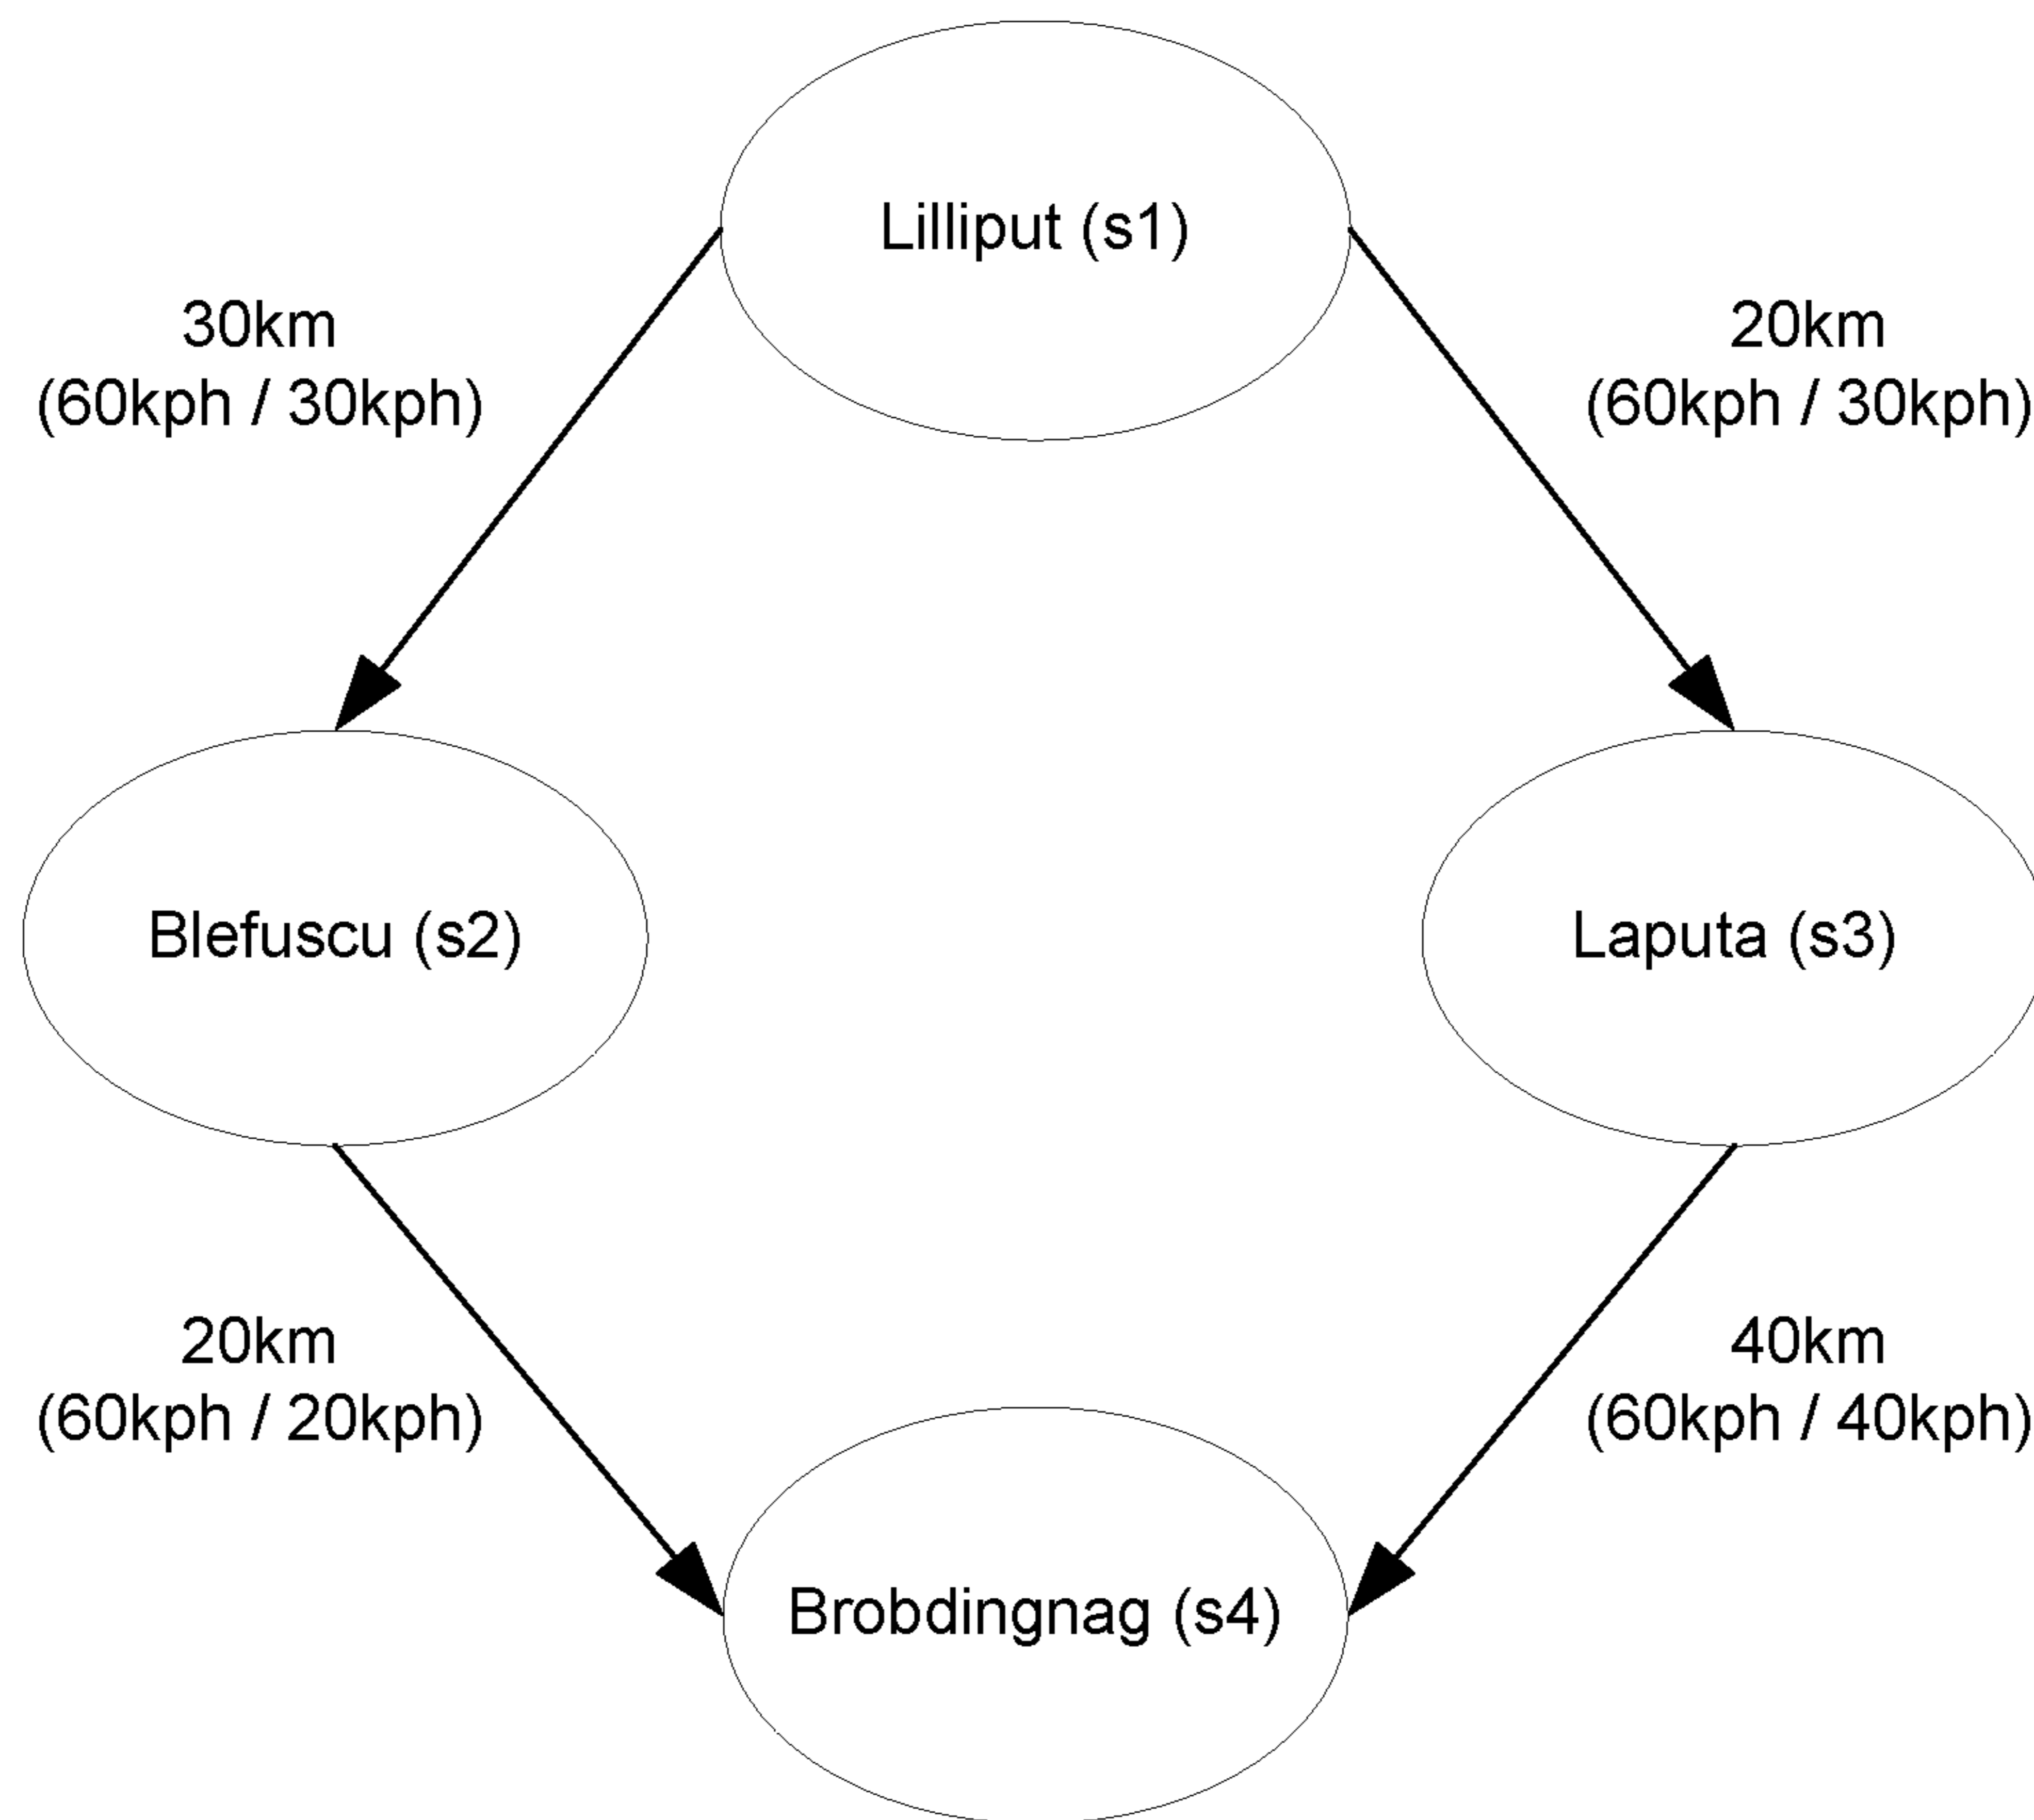 Lilliput (s1)
30km
(60kph / 30kph)
20km
(60kph / 30kph)
Blefuscu (s2)
Laputa (s3)
20km
(60kph / 20kph)
40km
(60kph / 40kph)
Brobdingnag (s4)